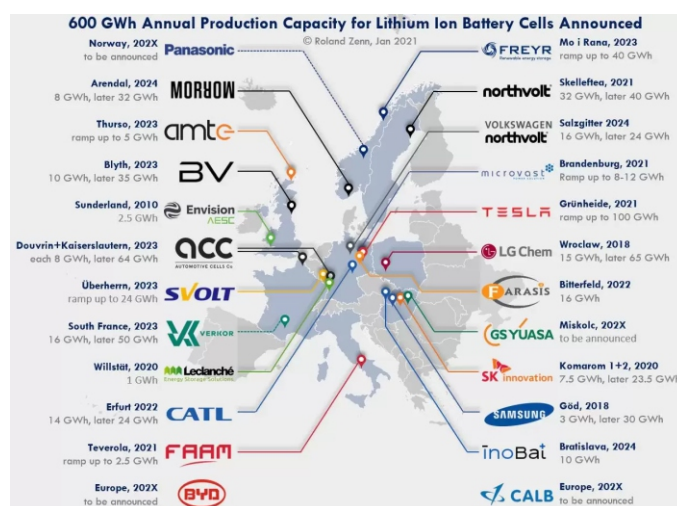 600 GWh Annual Production Capacity for Lithium Ion Battery Cells Announced
© Roland Zenn, Jan 2021
Norway, 202X
to be announced
Panasonic
Arendal, 2024
8 GWh, later 32 GWh
MORROW
Thurso, 2023
ramp up to 5 GWh
amte
Blyth, 2023
10 GWh, later 35 GWh
BV
Sunderland, 2010
2.5 GWh
Envision
AESC
Douvrin+Kaiserslautern, 2023
each 8 GWh, later 64 GWh
acc
AUTOMOTIVE CELLS Co
Überherrn, 2023
ramp up to 24 GWh
SVOLT
South France, 2023
16 GWh, later 50 GWh
VERKOR
Willstät, 2020
1 GWh
Leclanché
Energy Storage Solutions
Erfurt 2022
14 GWh, later 24 GWh
CATL
Teverola, 2021
ramp up to 2.5 GWh
FAAM
Europe, 202X
to be announced
BYD
FREYR
Renewable energy storage
Mo i Rana, 2023
ramp up to 40 GWh
northvolt
Skelleftea, 2021
32 GWh, later 40 GWh
VOLKSWAGEN
northvolt
Salzgitter 2024
16 GWh, later 24 GWh
microvast
Brandenburg, 2021
Ramp up to 8-12 GWh
TESLA
Grünheide, 2021
ramp up to 100 GWh
LG Chem
Wroclaw, 2018
15 GWh, later 65 GWh
FARASIS
Bitterfeld, 2022
16 GWh
GS YUASA
Miskolc, 202X
to be announced
SK innovation
Komarom 1+2, 2020
7.5 GWh, later 23.5 GWh
SAMSUNG
Göd, 2018
3 GWh, later 30 GWh
inoBat
Bratislava, 2024
10 GWh
CALB
Europe, 202X
to be announced